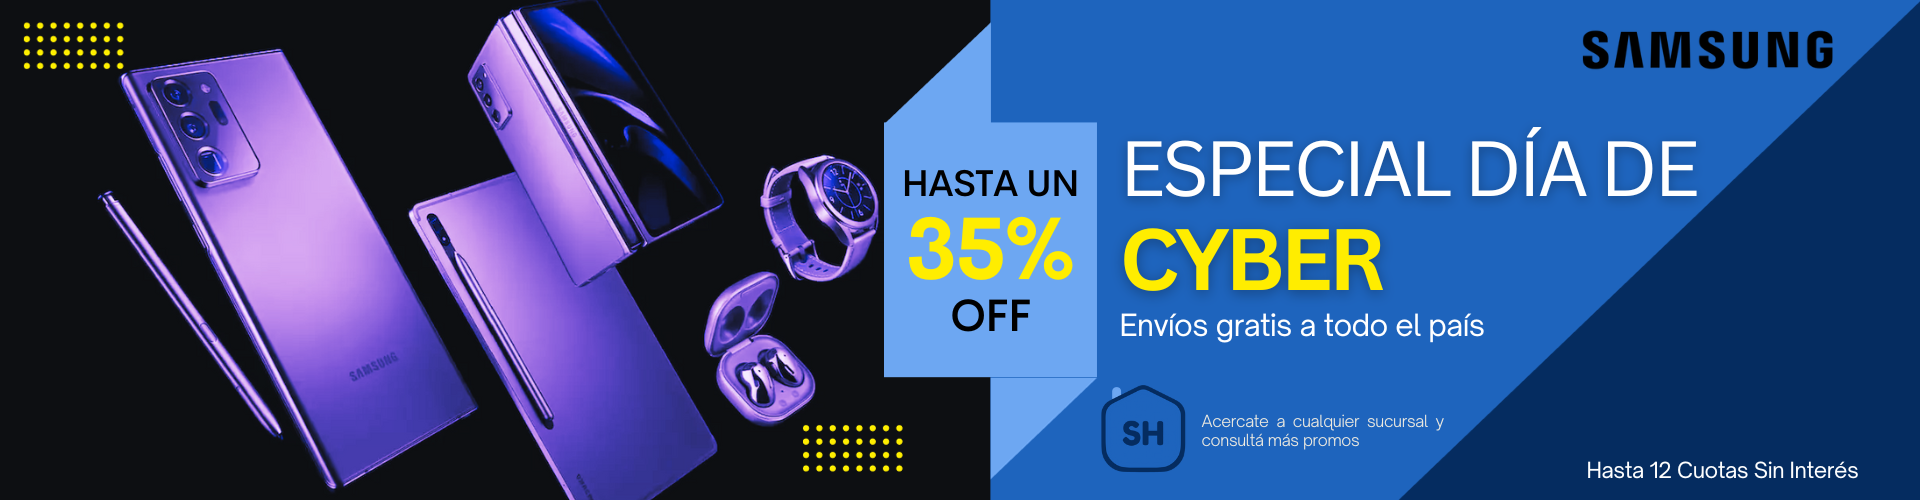 SAMSUNG
ESPECIAL DÍA DE
CYBER
Envíos gratis a todo el país
HASTA UN
35%
OFF
SH
Acercate a cualquier sucursal y
consultá más promos
Hasta 12 Cuotas Sin Interés
SAMSUNG